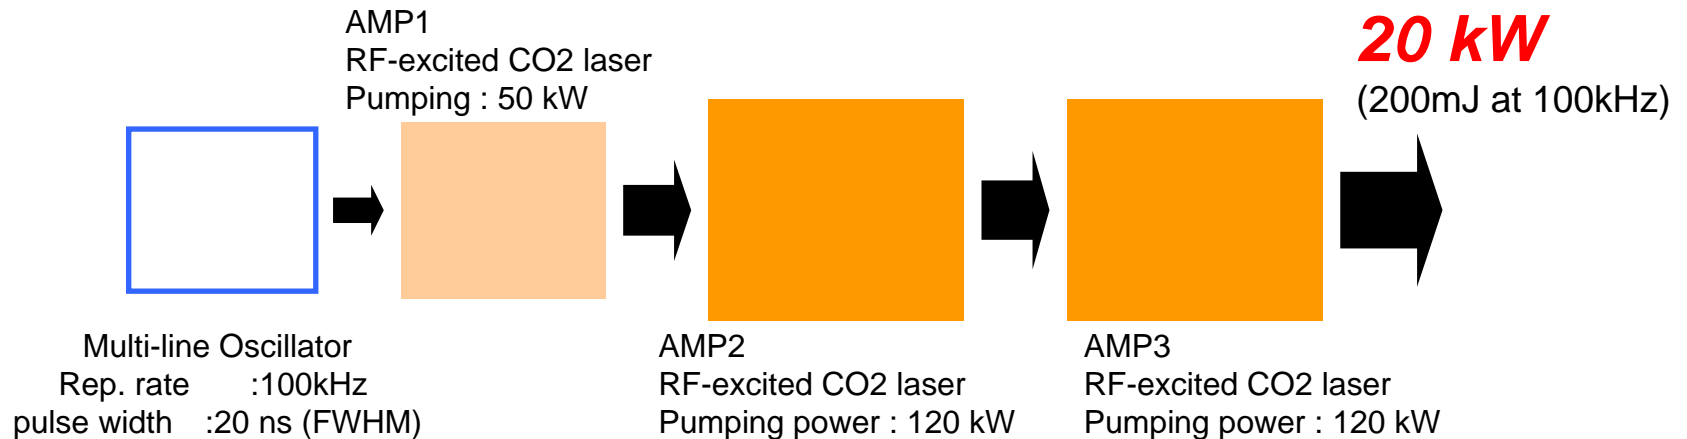 AMP1
RF-excited CO2 laser
Pumping : 50 kW
20 kW
(200mJ at 100kHz)
Multi-line Oscillator
Rep. rate :100kHz
pulse width :20 ns (FWHM)
AMP2
RF-excited CO2 laser
Pumping power : 120 kW
AMP3
RF-excited CO2 laser
Pumping power : 120 kW